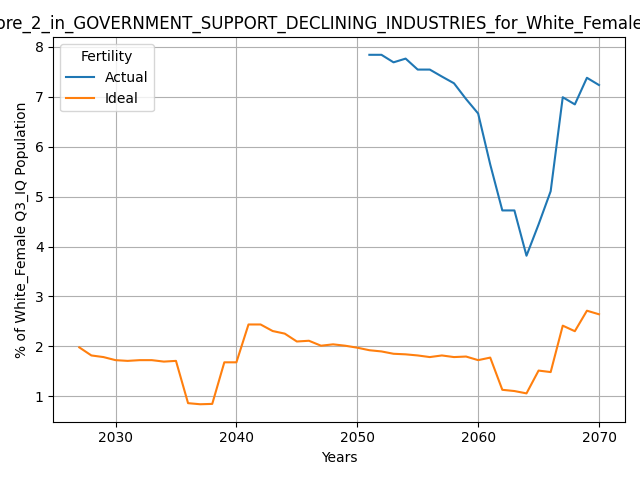 ore_2_in_GOVERNMENT_SUPPORT_DECLINING_INDUSTRIES_for_White_Female
Fertility
Actual
Ideal
% of White_Female Q3_IQ Population
8
7
6
5
4
3
2
1
2030 2040 2050 2060 2070
Years